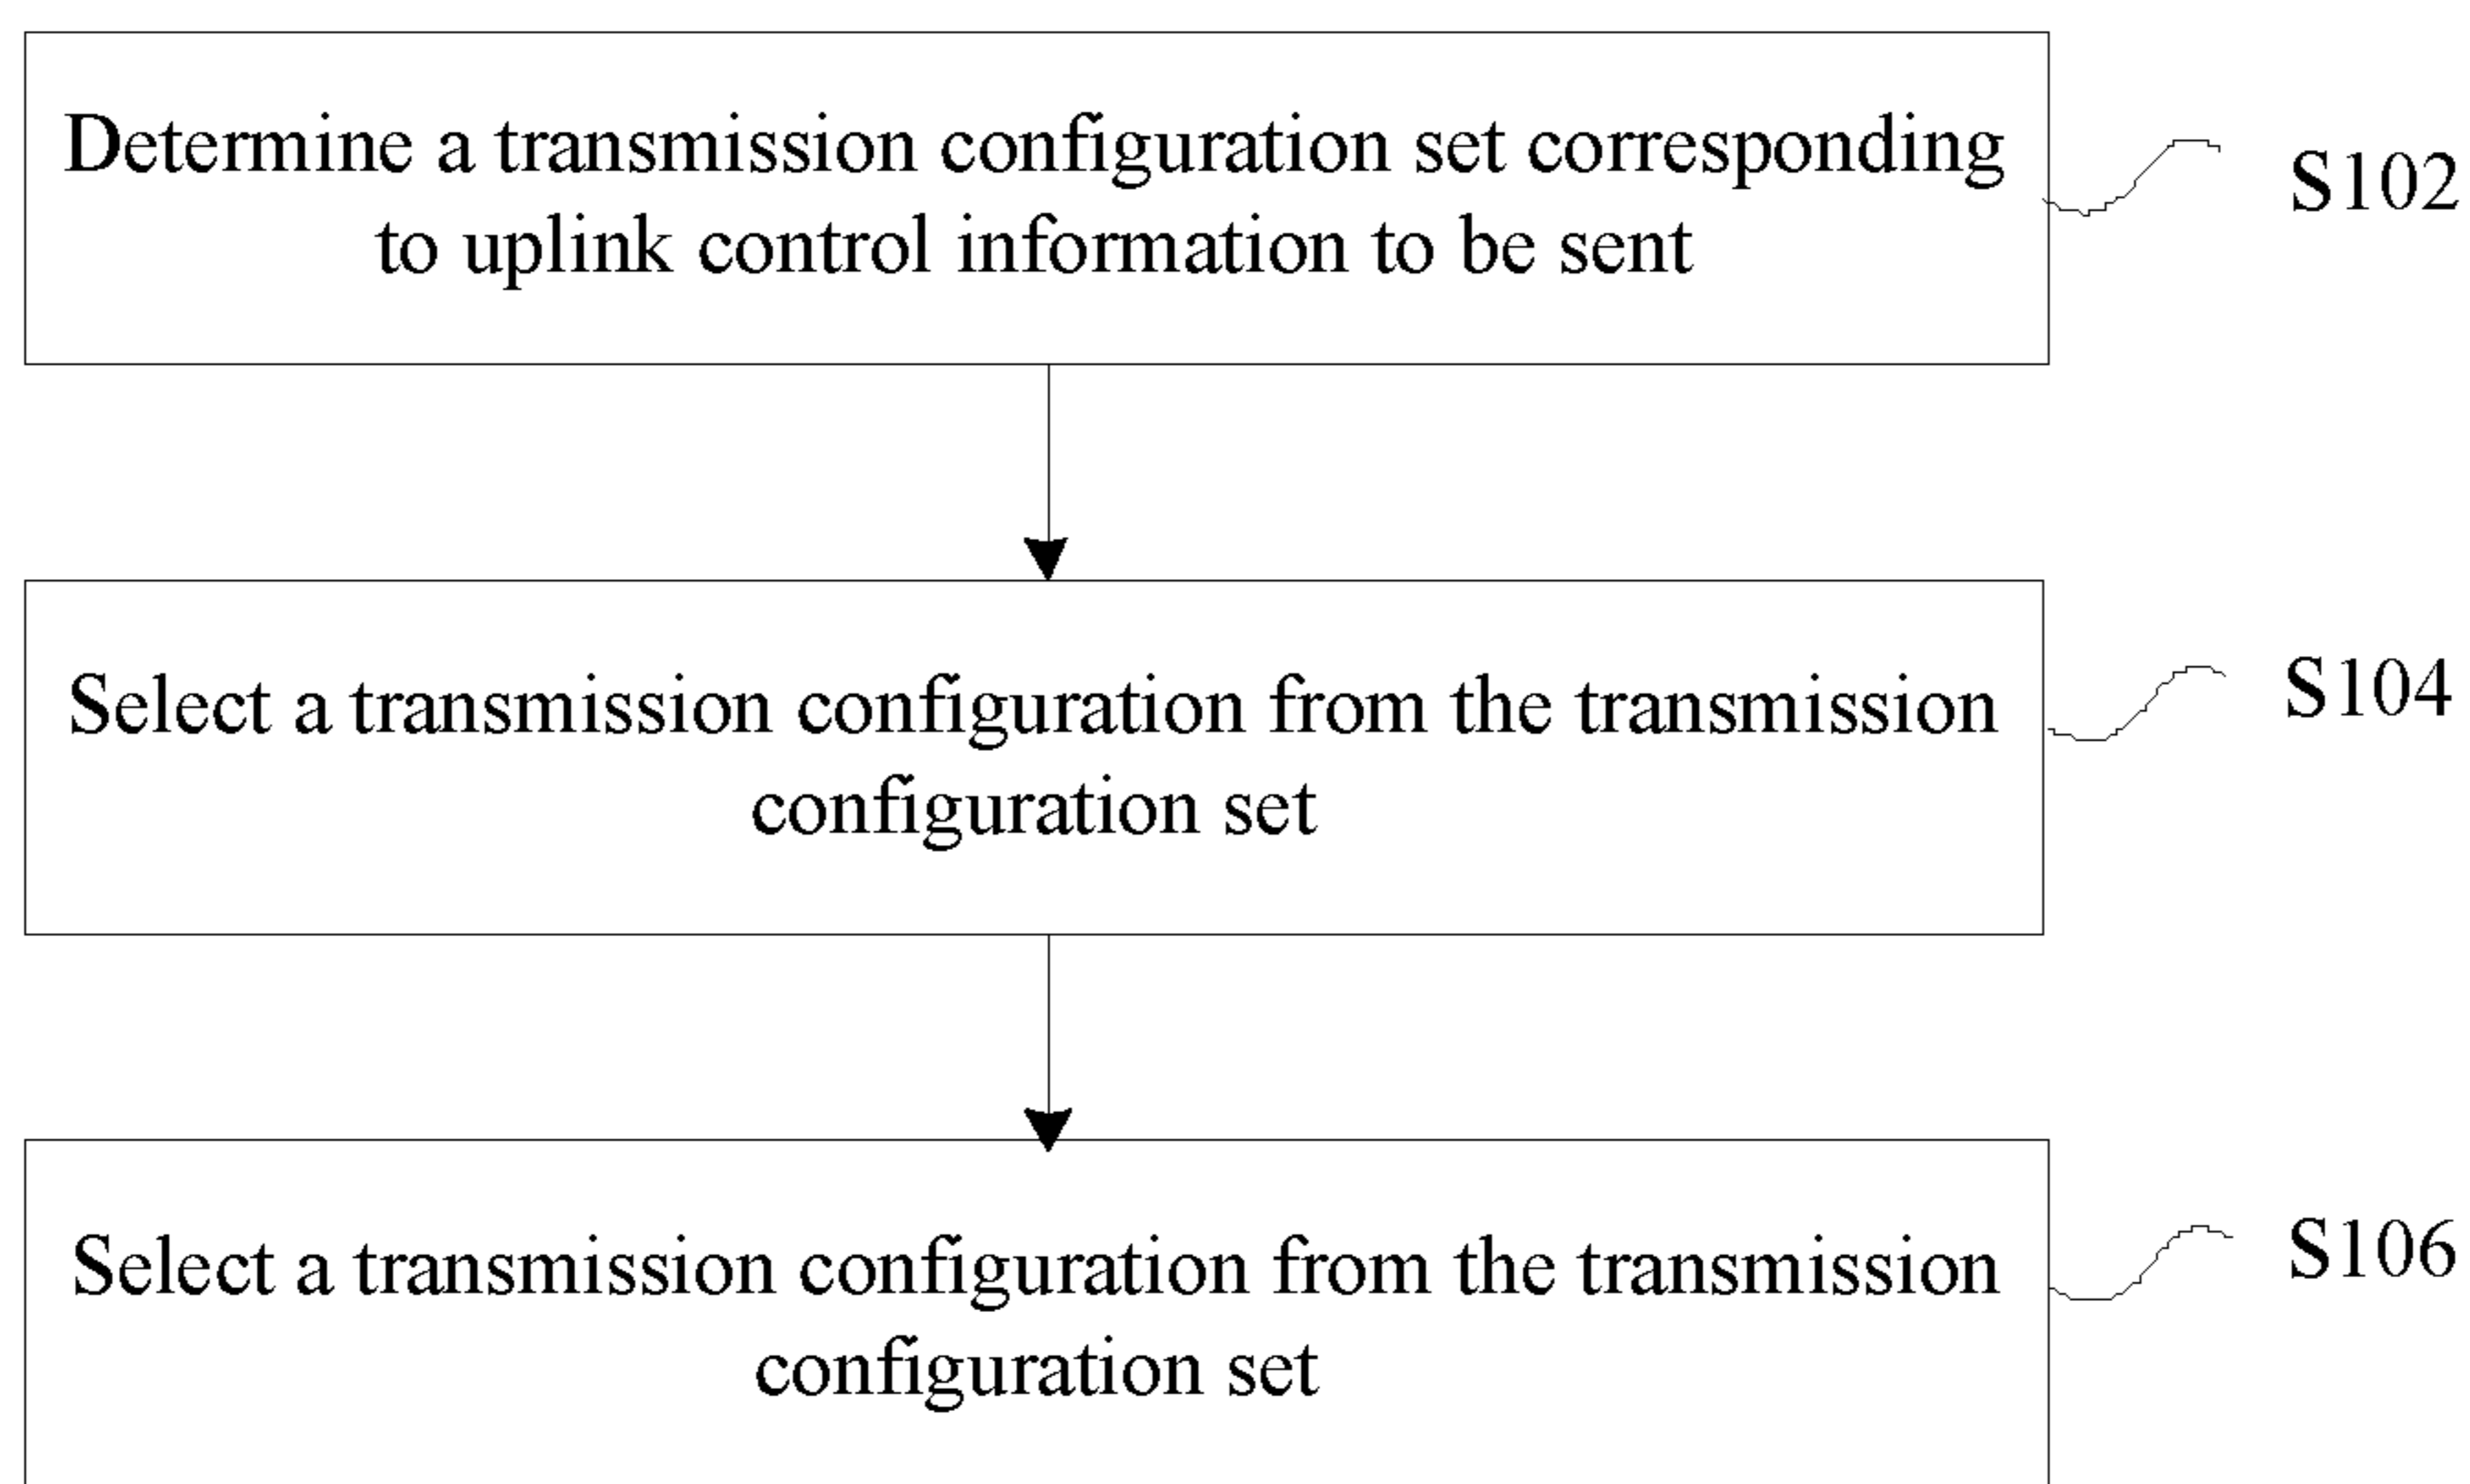 Determine a transmission configuration set corresponding
to uplink control information to be sent
S102
Select a transmission configuration from the transmission
configuration set
S104
Select a transmission configuration from the transmission
configuration set
S106